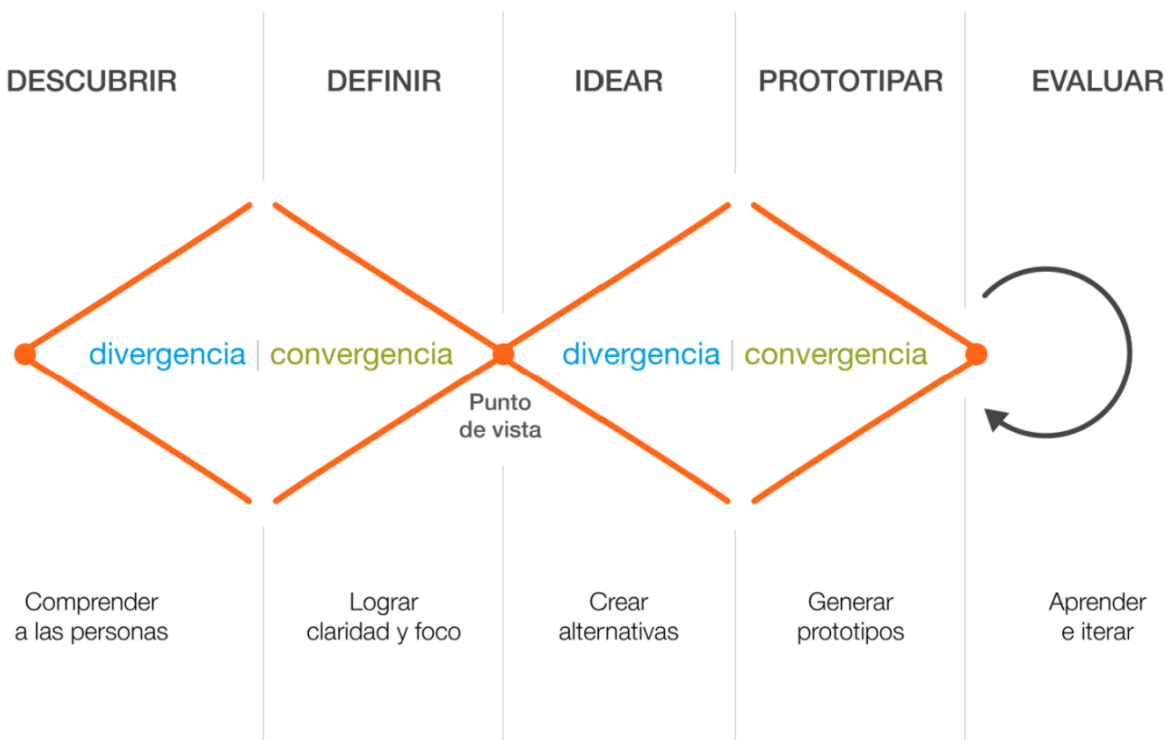 DESCUBRIR
DEFINIR
IDEAR
PROTOTIPAR
EVALUAR
divergencia | convergencia
divergencia | convergencia
Punto
de vista
Comprender
a las personas
Lograr
claridad y foco
Crear
alternativas
Generar
prototipos
Aprender
e iterar